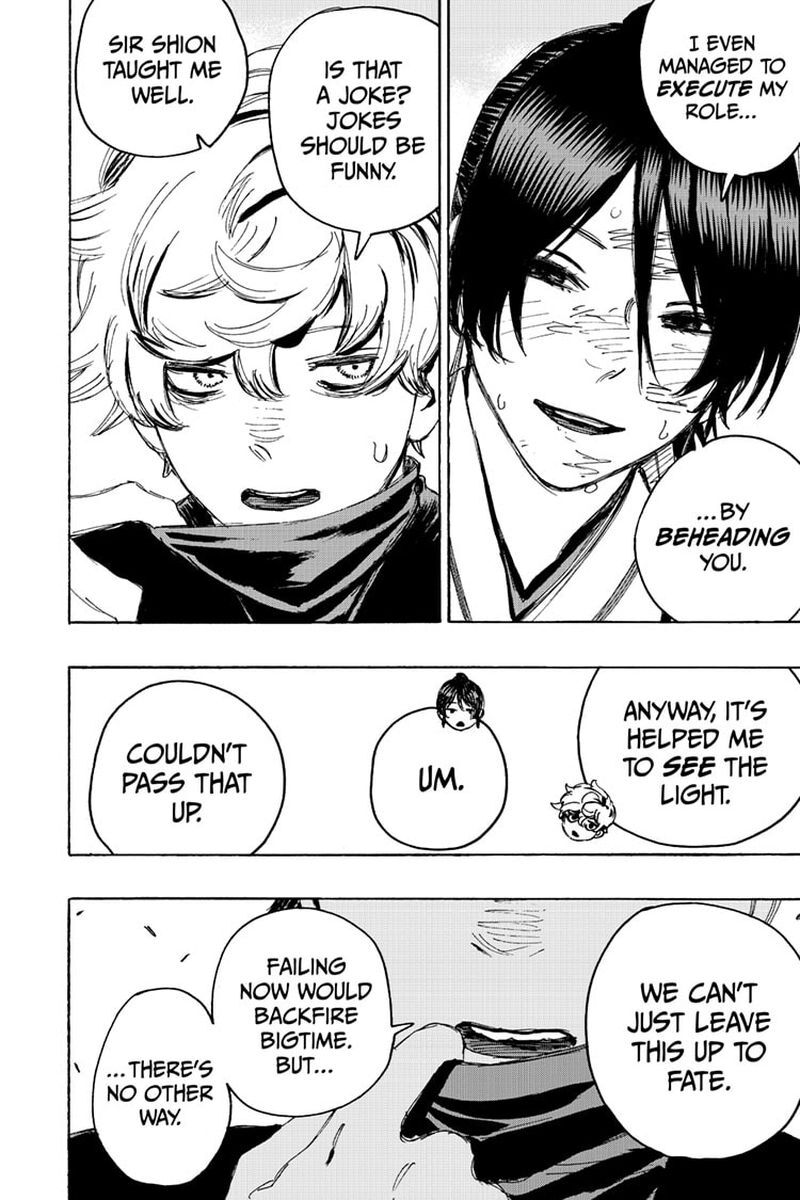 I EVEN
MANAGED TO
EXECUTE MY
ROLE...
...BY
BEHEADING
YOU.
IS THAT
A JOKE?
JOKES
SHOULD BE
FUNNY.
SIR SHION
TAUGHT ME
WELL.
ANYWAY, IT'S
HELPED ME
TO SEE THE
LIGHT.
UM.
COULDN'T
PASS THAT
UP.
WE CAN'T
JUST LEAVE
THIS UP TO
FATE.
FAILING
NOW WOULD
BACKFIRE
BIGTIME.
BUT...
...THERE'S
NO OTHER
WAY.